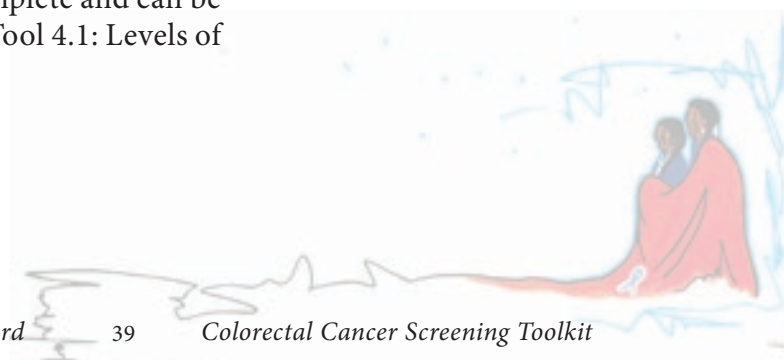 mplete and can be
Tool 4.1: Levels of
rd 39 Colorectal Cancer Screening Toolkit